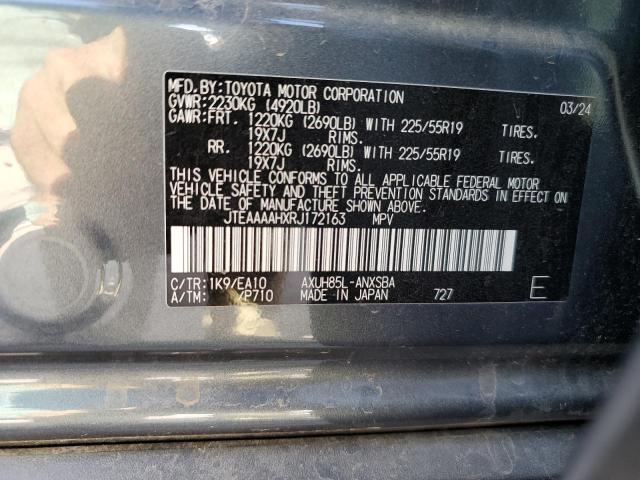 MFD.BY:TOYOTA MOTOR CORPORATION 03/24
GVWR:2230KG (4920LB)
GAWR:FRT. 1220KG (2690LB) WITH 225/55R19 TIRES.
19X7J RIMS.
RR. 1220KG (2690LB) WITH 225/55R19 TIRES.
19X7J RIMS.
THIS VEHICLE CONFORMS TO ALL APPLICABLE FEDERAL MOTOR
VEHICLE SAFETY AND THEFT PREVENTION STANDARDS IN EFFECT ON
THE DATE OF MANUFACTURE SHOWN ABOVE.
JTEAAAAHXRJ172163 MPV
C/TR:1K9/EA10 AXUH85L-ANXSBA
A/TM: /P710 MADE IN JAPAN 727 E